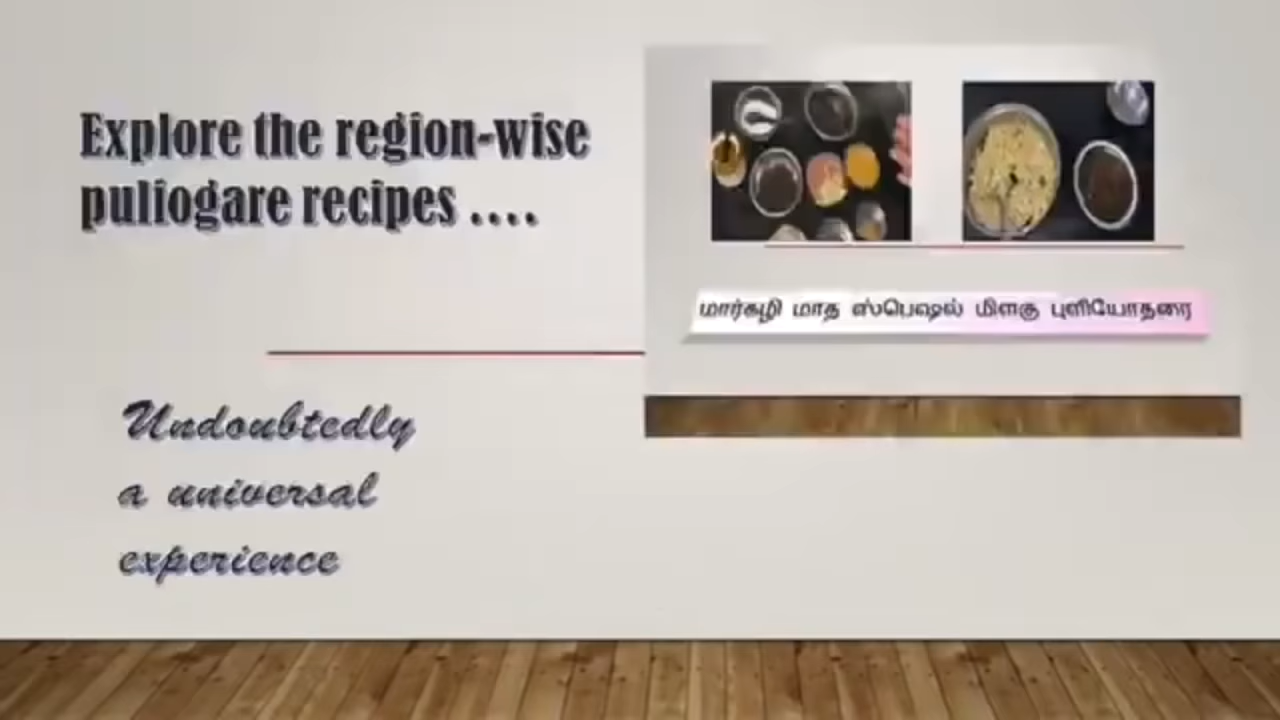 Explore the region-wise
puliogare recipes ....
மார்கழி மாத ஸ்பெஷல் மிளகு புளியோதரை
Undoubtedly
a universal
experience